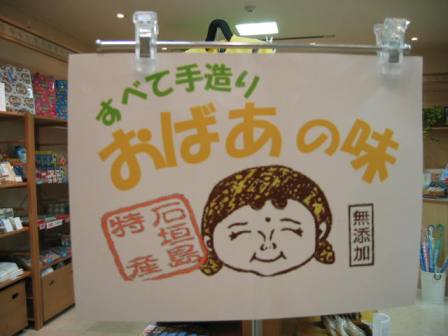 すべて手造り
おばあの味
石垣島
特産
無添加